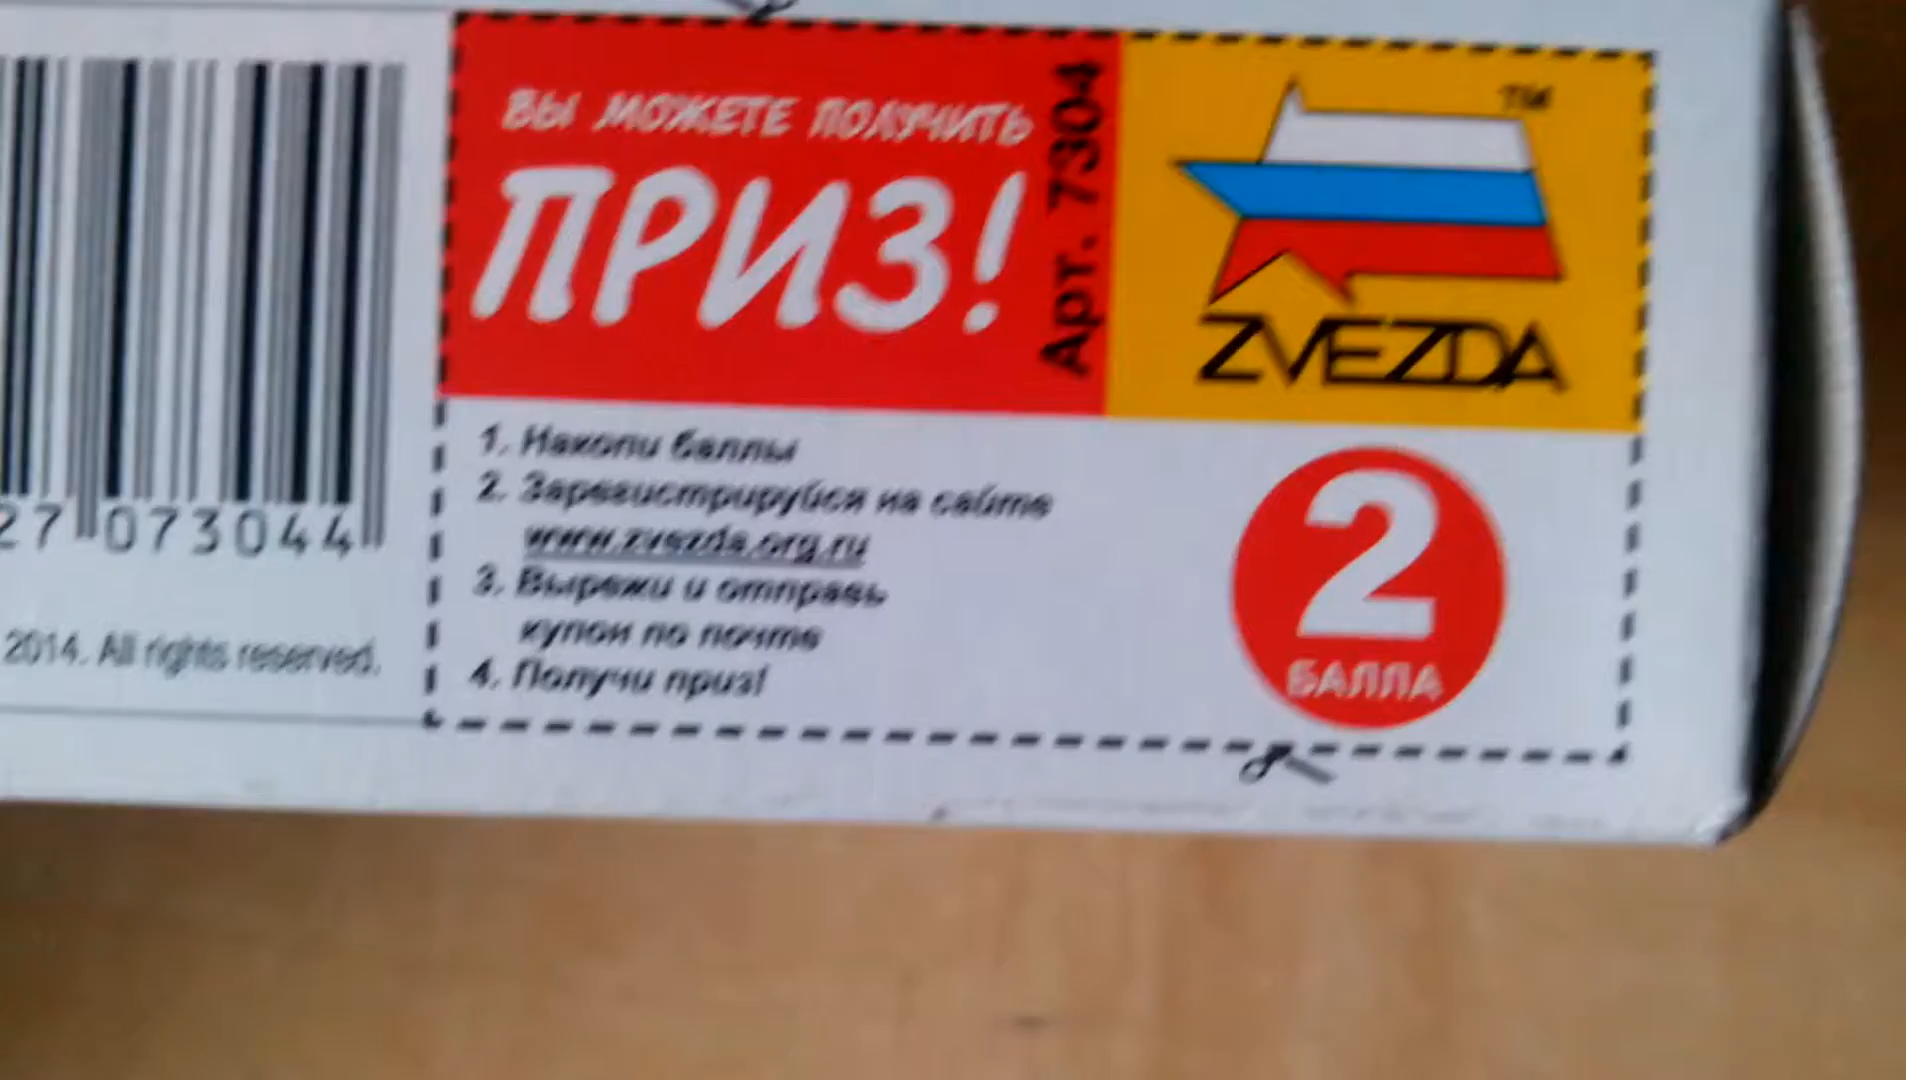 ВЫ МОЖЕТЕ ПОЛУЧИТЬ
ПРИЗ!
Арт. 7304
TM
ZVEZDA
1. Накопи баллы
2. Зарегистрируйся на сайте
www.zvezda.org.ru
3. Вырежи и отправь
купон по почте
4. Получи приз!
2
БАЛЛА
27 073044
2014. All rights reserved.